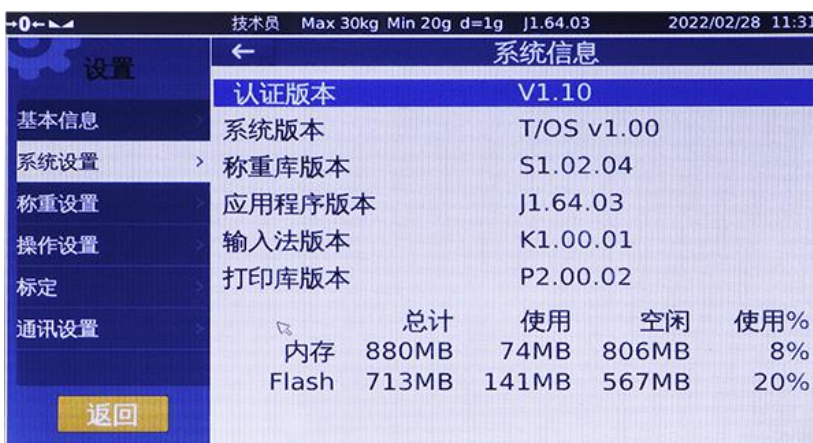 →0← 技术员 Max 30kg Min 20g d=1g J1.64.03 2022/02/28 11:31
设置
← 系统信息
基本信息 >
系统设置 >
称重设置 >
操作设置 >
标定 >
通讯设置 >
返回
认证版本 V1.10
系统版本 T/OS v1.00
称重库版本 S1.02.04
应用程序版本 J1.64.03
输入法版本 K1.00.01
打印库版本 P2.00.02
总计 使用 空闲 使用%
内存 880MB 74MB 806MB 8%
Flash 713MB 141MB 567MB 20%